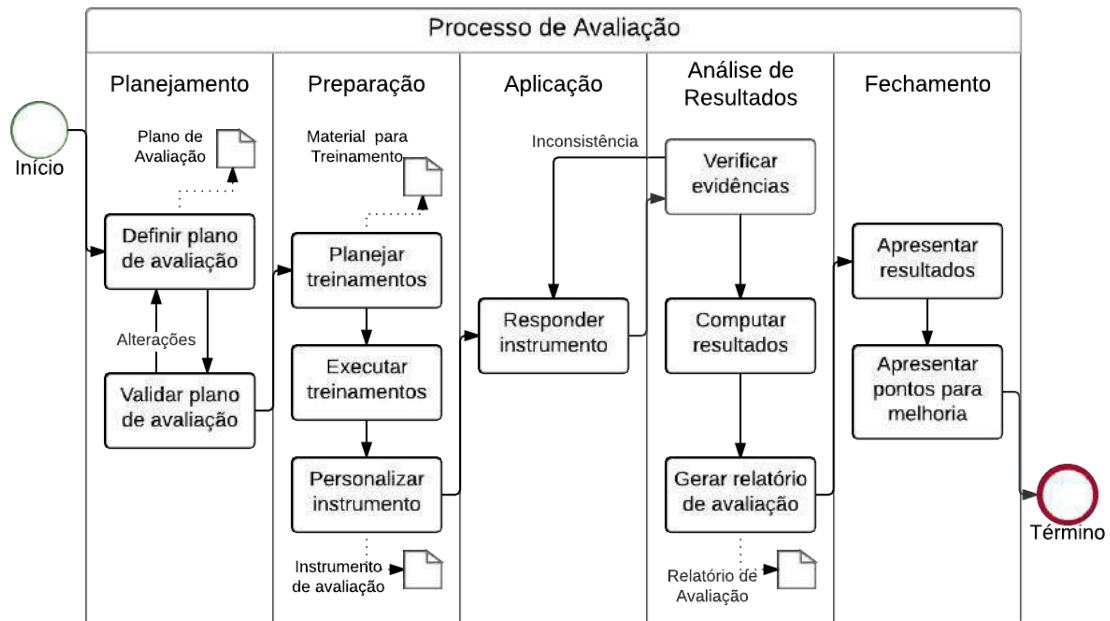 Processo de Avaliação
Planejamento
Preparação
Aplicação
Análise de
Resultados
Fechamento
Início
Plano de
Avaliação
Definir plano
de avaliação
Alterações
Validar plano
de avaliação
Material para
Treinamento
Planejar
treinamentos
Executar
treinamentos
Personalizar
instrumento
Instrumento
de avaliação
Inconsistência
Responder
instrumento
Verificar
evidências
Computar
resultados
Gerar relatório
de avaliação
Relatório de
Avaliação
Apresentar
resultados
Apresentar
pontos para
melhoria
Término